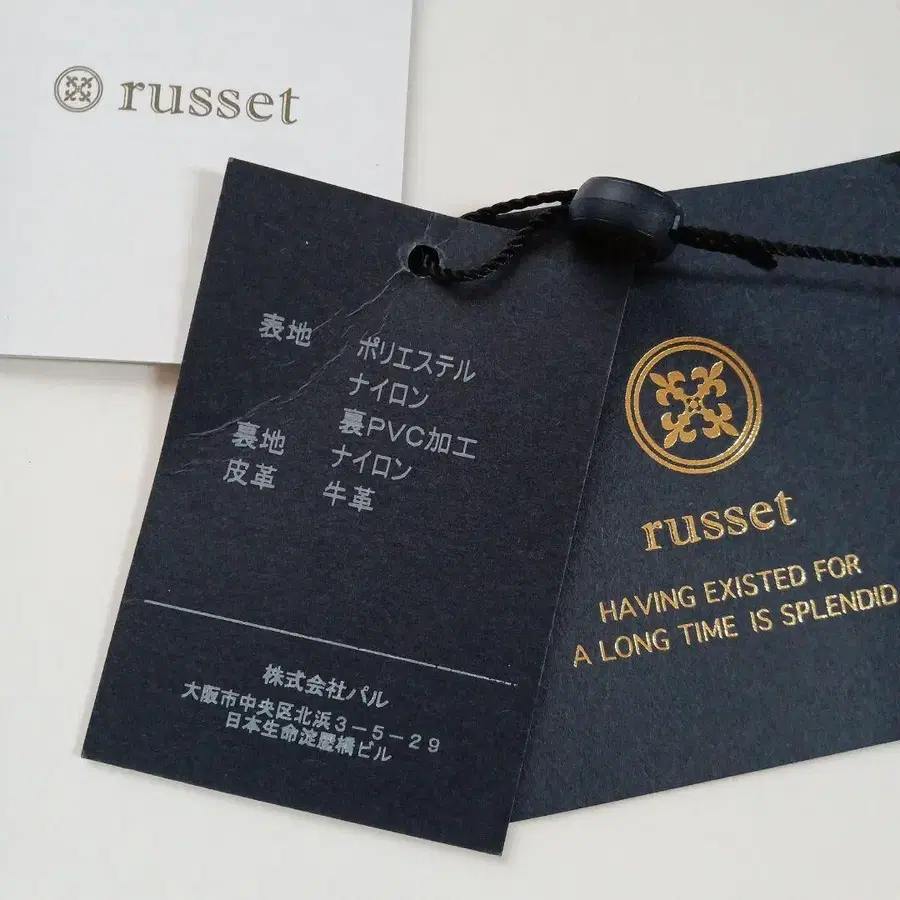 russet
表地 ポリエステル
ナイロン
裏PVC加工
裏地 ナイロン
皮革 牛革
株式会社パル
大阪市中央区北浜3-5-29
日本生命淀屋橋ビル
russet
HAVING EXISTED FOR
A LONG TIME IS SPLENDID